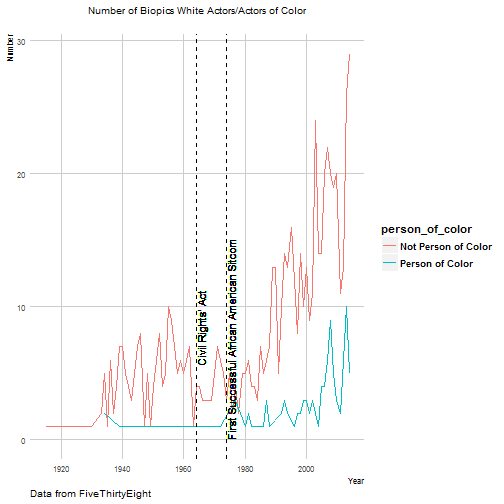 Number of Biopics White Actors/Actors of Color
Number
30
20
10
0
Civil Rights' Act
First Successful African American Sitcom
1920 1940 1960 1980 2000
Year
person_of_color
Not Person of Color
Person of Color
Data from FiveThirtyEight